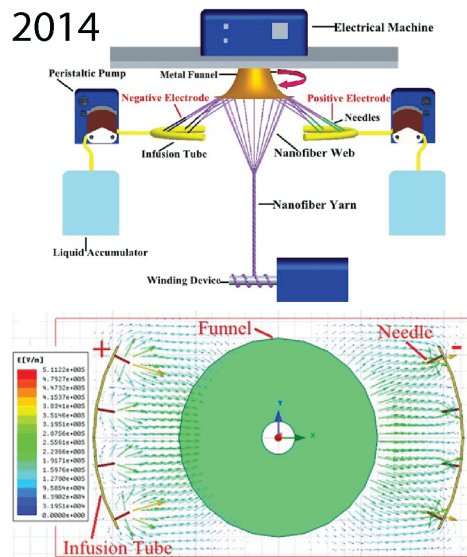 2014
Electrical Machine
Peristaltic Pump
Metal Funnel
Negative Electrode
Positive Electrode
Needles
Infusion Tube
Nanofiber Web
Nanofiber Yarn
Liquid Accumulator
Winding Device
Funnel
Needle
+
-
E[V/m]
5.1122e+005
4.7927e+005
4.4732e+005
4.1537e+005
3.8341e+005
3.5146e+005
3.1951e+005
2.8756e+005
2.5561e+005
2.2366e+005
1.9171e+005
1.5976e+005
1.2780e+005
9.5854e+004
6.3902e+004
3.1951e+004
0.0000e+000
Y
X
Infusion Tube